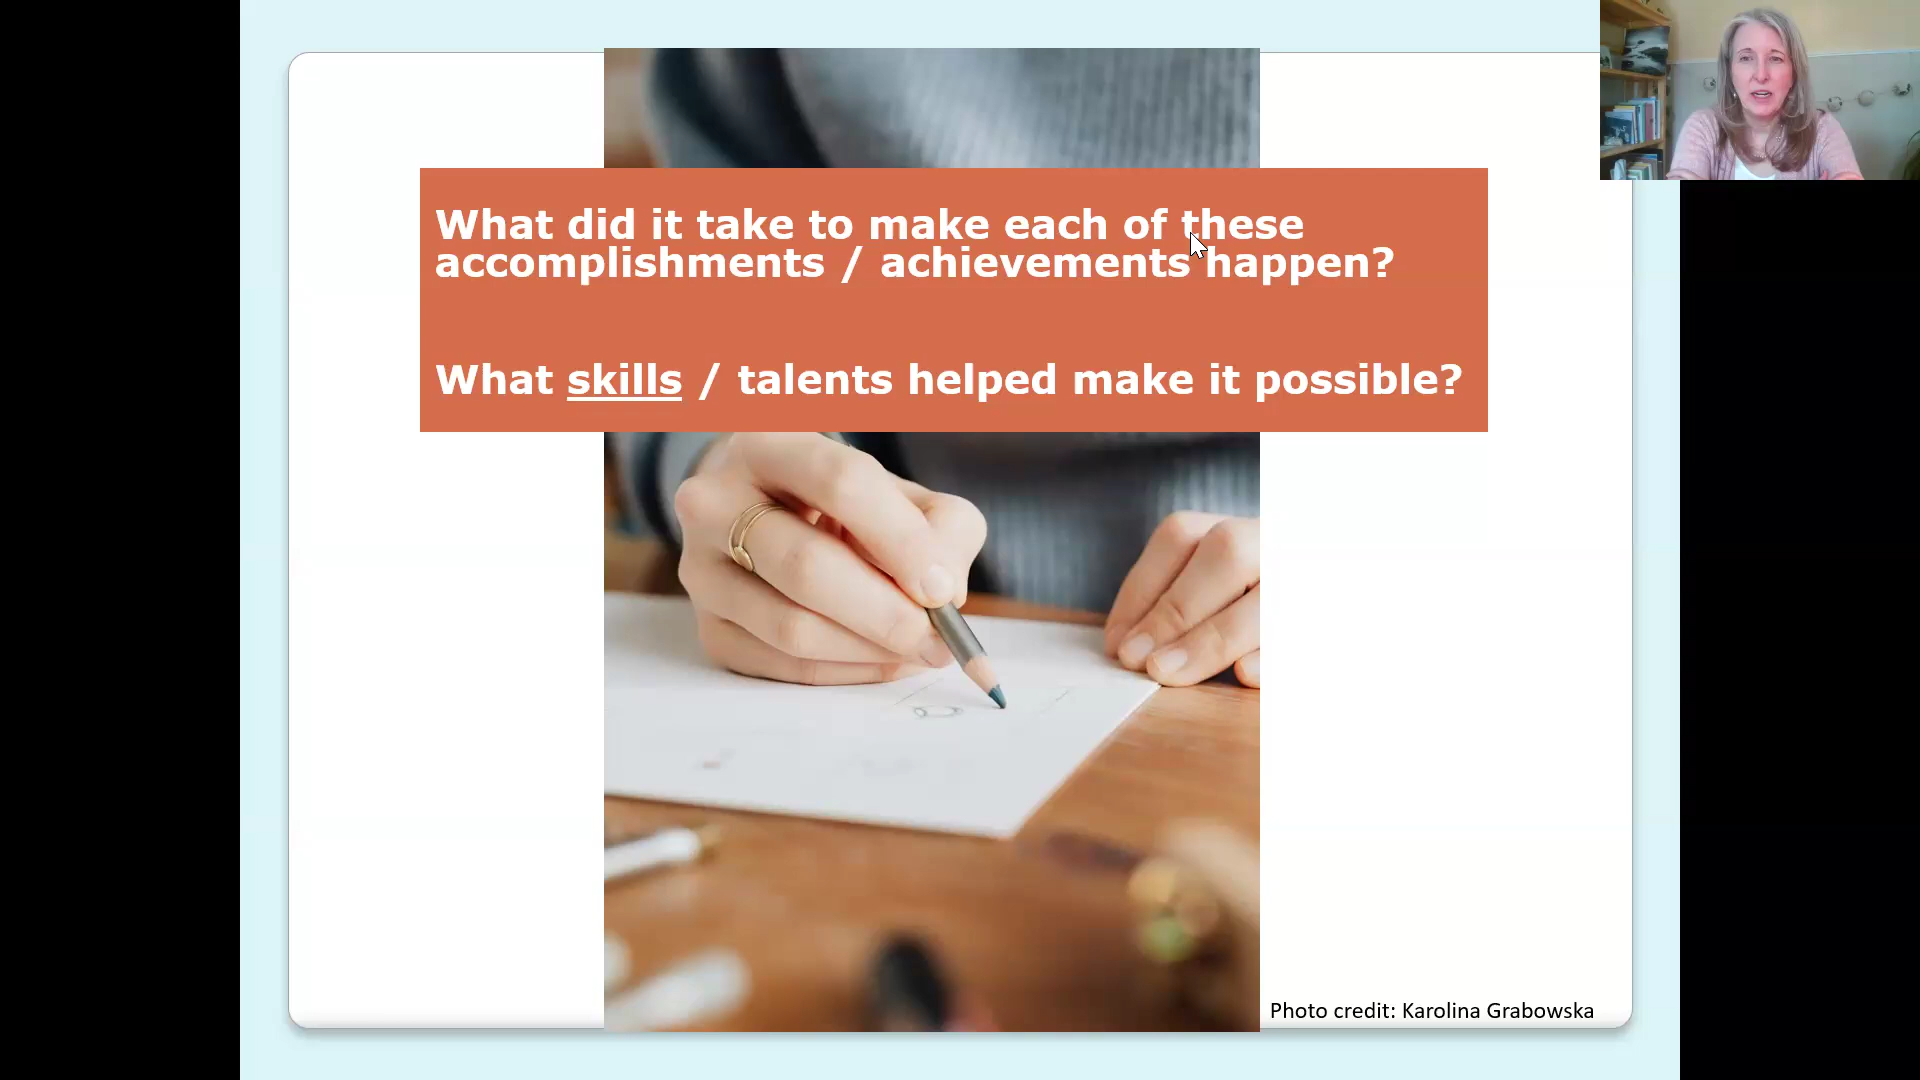 What did it take to make each of these
accomplishments / achievements happen?
What skills / talents helped make it possible?
Photo credit: Karolina Grabowska